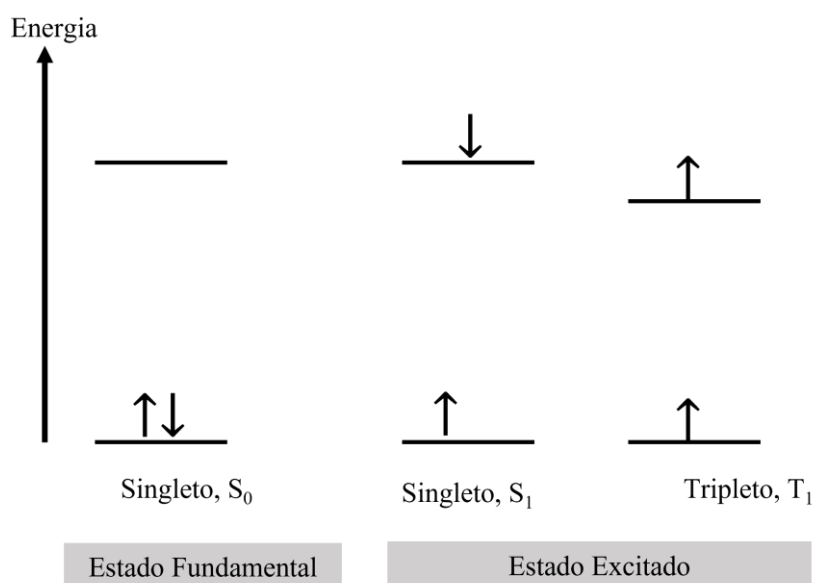 Energia
Singleto, S₀
Singleto, S₁
Tripleto, T₁
Estado Fundamental
Estado Excitado